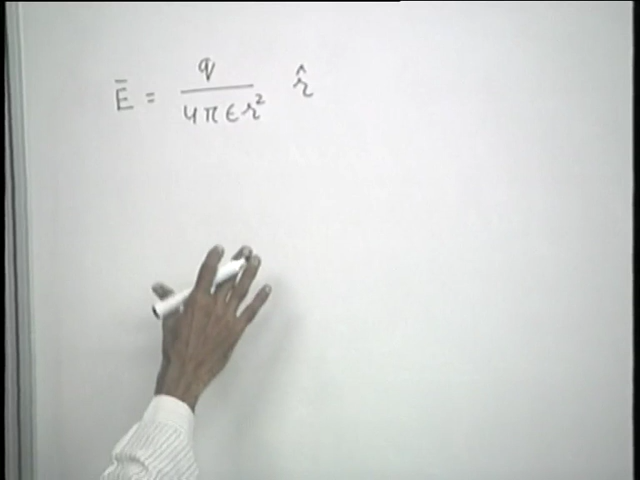 Ē = q / 4πεr² r̂